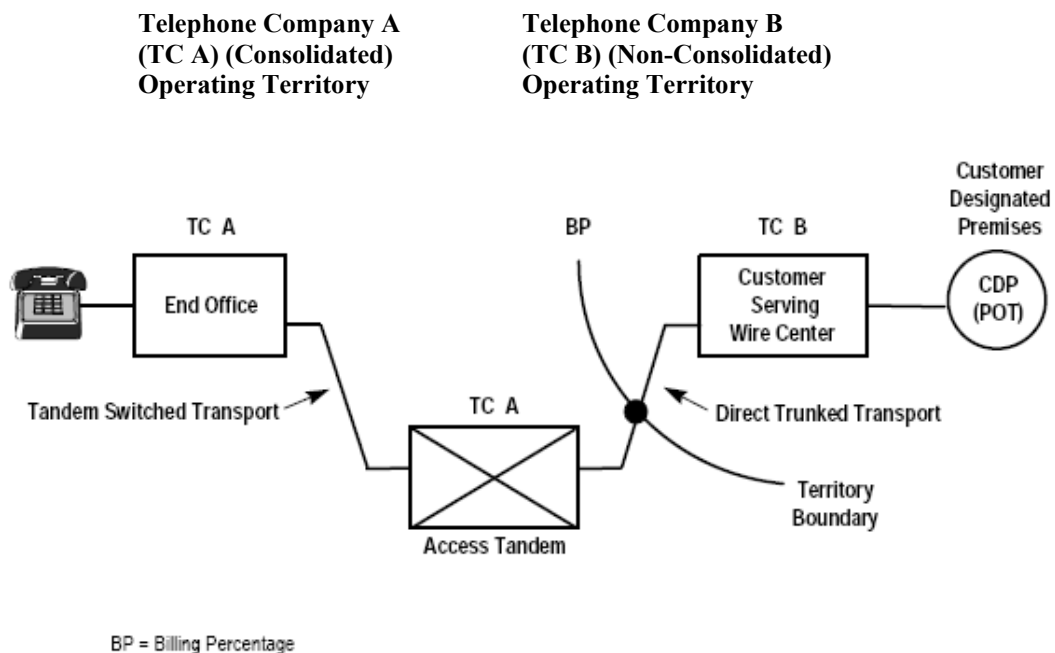 Telephone Company A
(TC A) (Consolidated)
Operating Territory
Telephone Company B
(TC B) (Non-Consolidated)
Operating Territory
Customer
Designated
Premises
TC A
BP
TC B
End Office
Customer
Serving
Wire Center
CDP
(POT)
Tandem Switched Transport
TC A
Direct Trunked Transport
Territory
Boundary
Access Tandem
BP = Billing Percentage